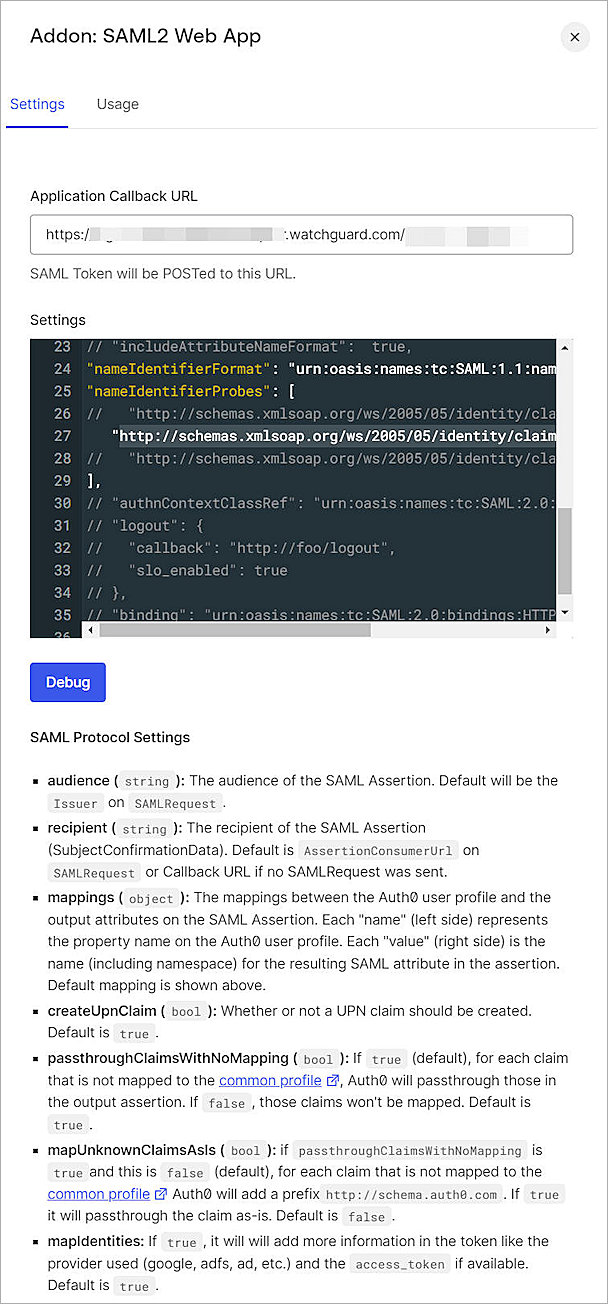 Addon: SAML2 Web App
Settings
Usage
Application Callback URL
https:/ .watchguard.com/
SAML Token will be POSTed to this URL.
Settings
23 // "includeAttributeNameFormat":  true,
24 "nameIdentifierFormat": "urn:oasis:names:tc:SAML:1.1:nam
25 "nameIdentifierProbes": [
26 //   "http://schemas.xmlsoap.org/ws/2005/05/identity/cla
27    "http://schemas.xmlsoap.org/ws/2005/05/identity/claim
28 //   "http://schemas.xmlsoap.org/ws/2005/05/identity/cla
29 ],
30 // "authnContextClassRef": "urn:oasis:names:tc:SAML:2.0:
31 // "logout": {
32 //   "callback": "http://foo/logout",
33 //   "slo_enabled": true
34 // },
35 // "binding": "urn:oasis:names:tc:SAML:2.0:bindings:HTTP
36
Debug
SAML Protocol Settings
▪ audience ( string ): The audience of the SAML Assertion. Default will be the
Issuer on SAMLRequest .
▪ recipient ( string ): The recipient of the SAML Assertion
(SubjectConfirmationData). Default is AssertionConsumerUrl on
SAMLRequest or Callback URL if no SAMLRequest was sent.
▪ mappings ( object ): The mappings between the Auth0 user profile and the
output attributes on the SAML Assertion. Each "name" (left side) represents
the property name on the Auth0 user profile. Each "value" (right side) is the
name (including namespace) for the resulting SAML attribute in the assertion.
Default mapping is shown above.
▪ createUpnClaim ( bool ): Whether or not a UPN claim should be created.
Default is true .
▪ passthroughClaimsWithNoMapping ( bool ): If true (default), for each claim
that is not mapped to the common profile , Auth0 will passthrough those in
the output assertion. If false , those claims won't be mapped. Default is
true .
▪ mapUnknownClaimsAsIs ( bool ): if passthroughClaimsWithNoMapping is
true and this is false (default), for each claim that is not mapped to the
common profile Auth0 will add a prefix http://schema.auth0.com . If true
it will passthrough the claim as-is. Default is false .
▪ mapIdentities: If true , it will will add more information in the token like the
provider used (google, adfs, ad, etc.) and the access_token if available.
Default is true .